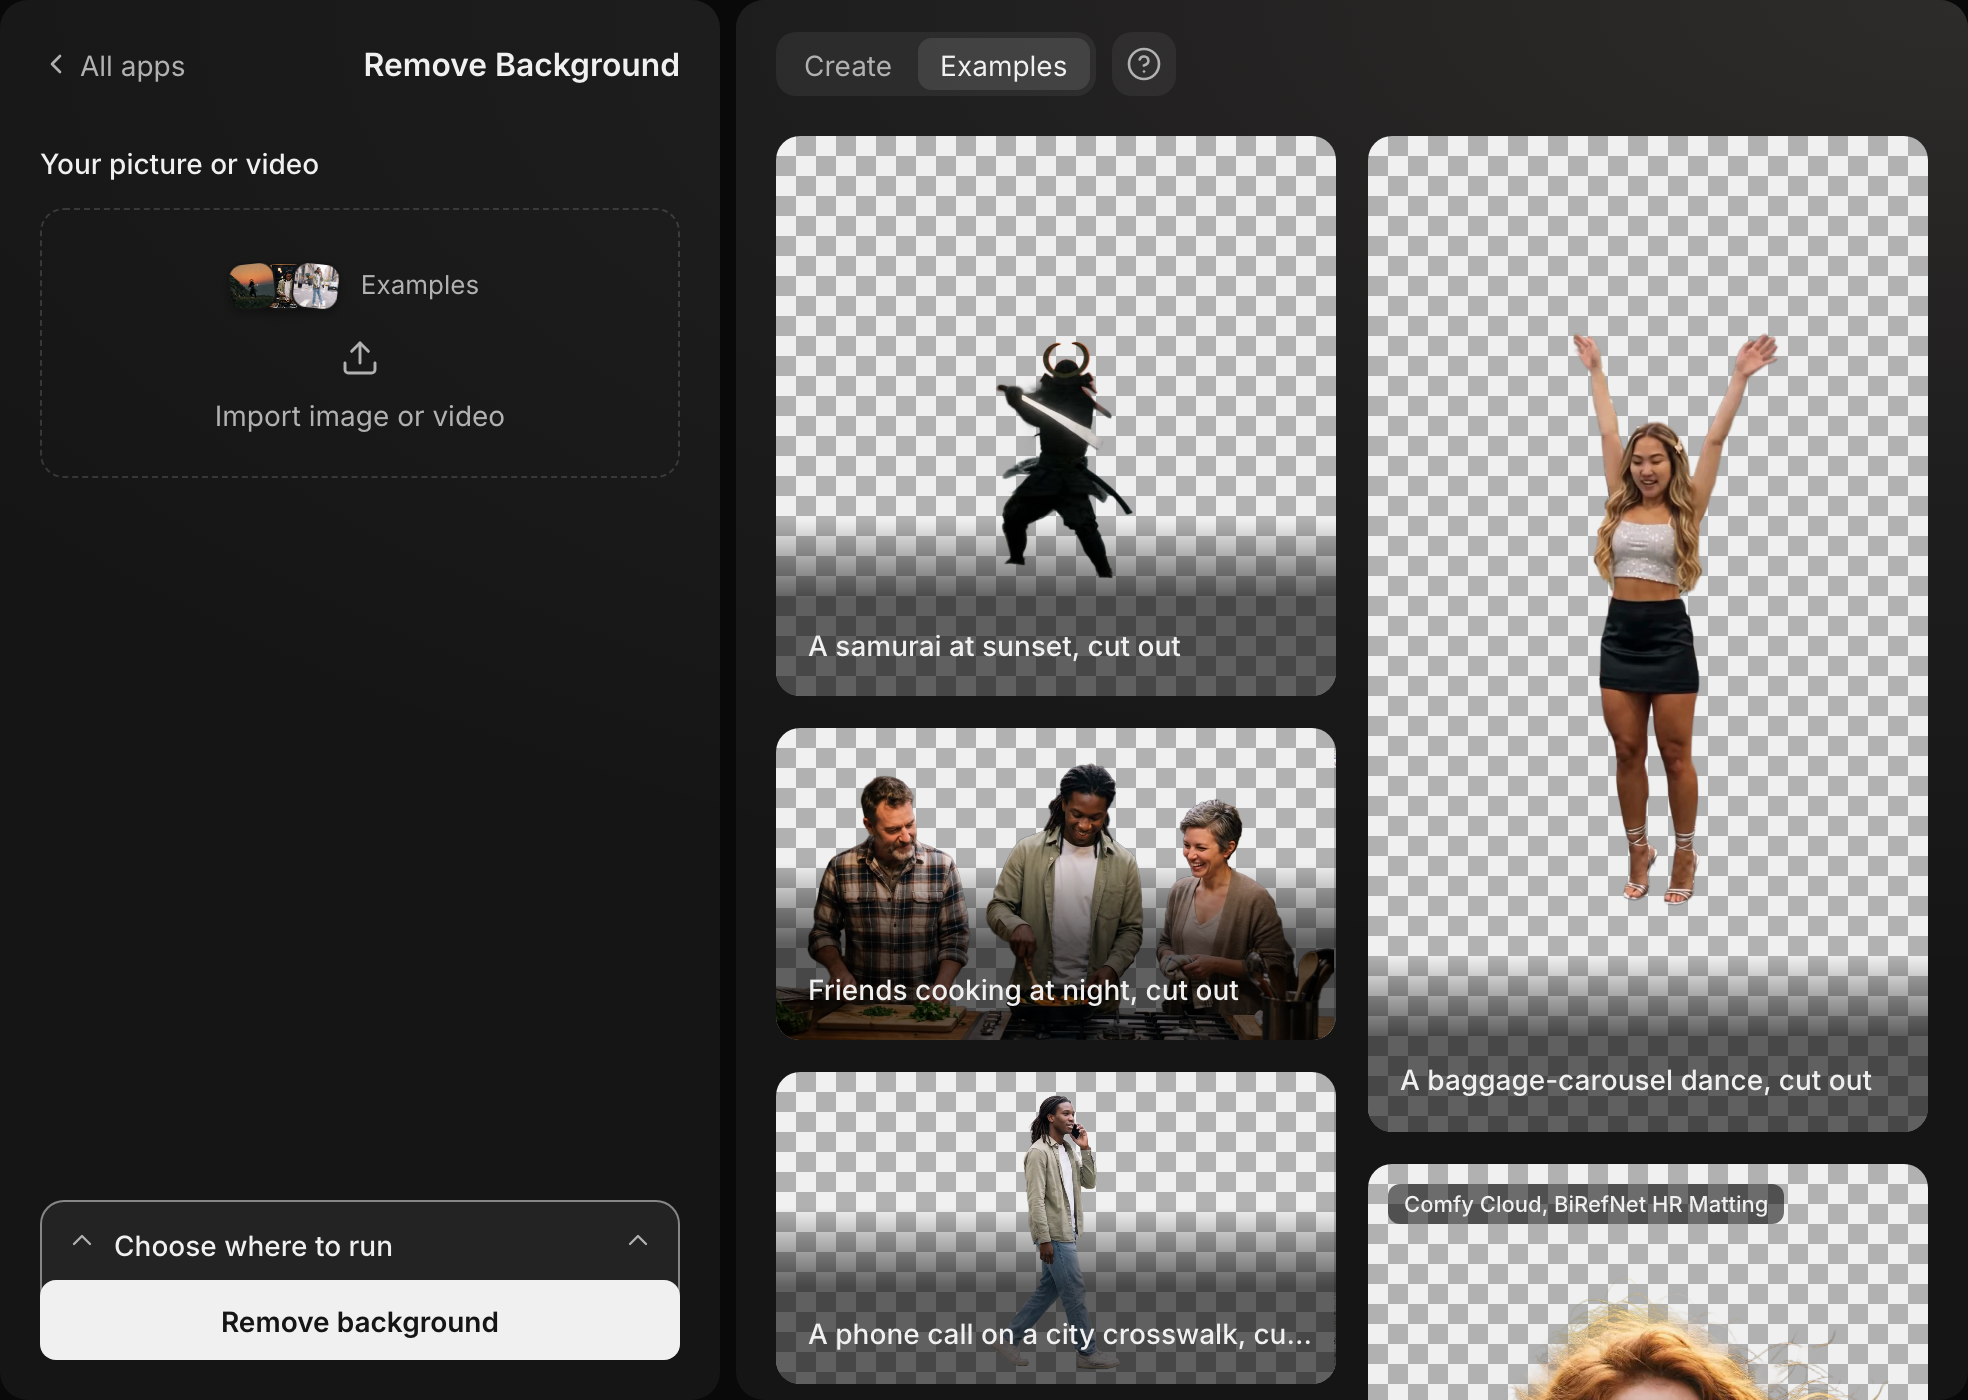 All apps
Remove Background
Your picture or video
Examples
Import image or video
Choose where to run
Remove background
Create
Examples
A samurai at sunset, cut out
Friends cooking at night, cut out
A phone call on a city crosswalk, cu...
A baggage-carousel dance, cut out
Comfy Cloud, BiRefNet HR Matting